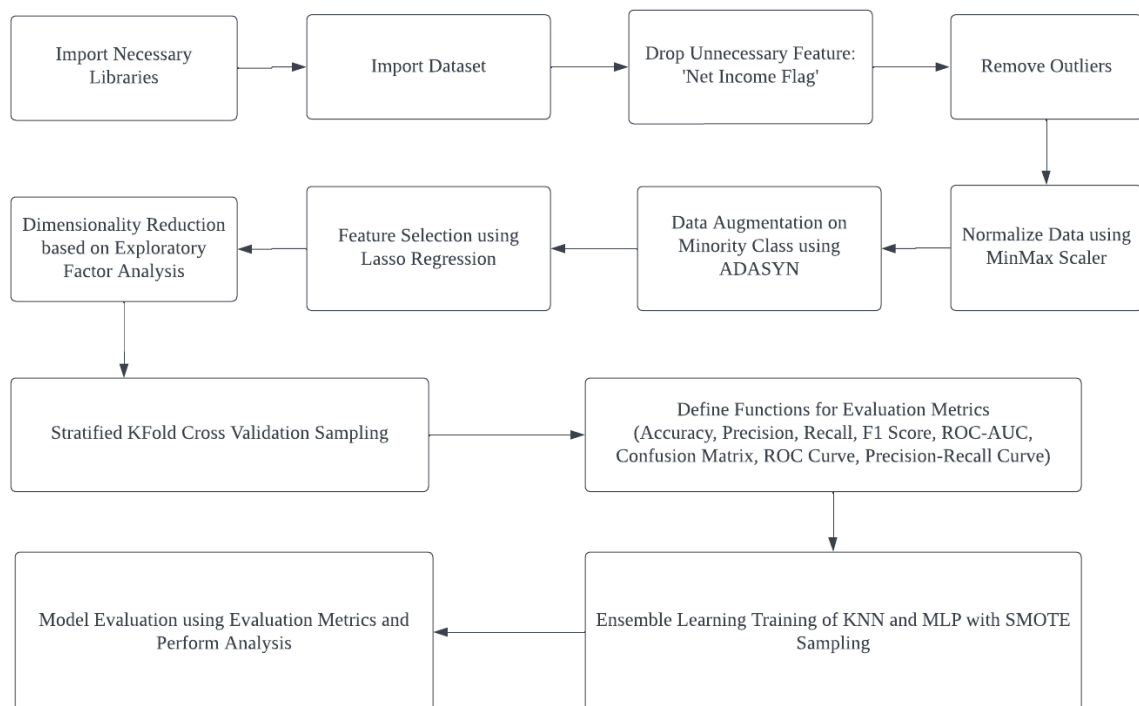 Import Necessary
Libraries
Import Dataset
Drop Unnecessary Feature:
'Net Income Flag'
Remove Outliers
Normalize Data using
MinMax Scaler
Data Augmentation on
Minority Class using
ADASYN
Feature Selection using
Lasso Regression
Dimensionality Reduction
based on Exploratory
Factor Analysis
Stratified KFold Cross Validation Sampling
Define Functions for Evaluation Metrics
(Accuracy, Precision, Recall, F1 Score, ROC-AUC,
Confusion Matrix, ROC Curve, Precision-Recall Curve)
Ensemble Learning Training of KNN and MLP with SMOTE
Sampling
Model Evaluation using Evaluation Metrics and
Perform Analysis